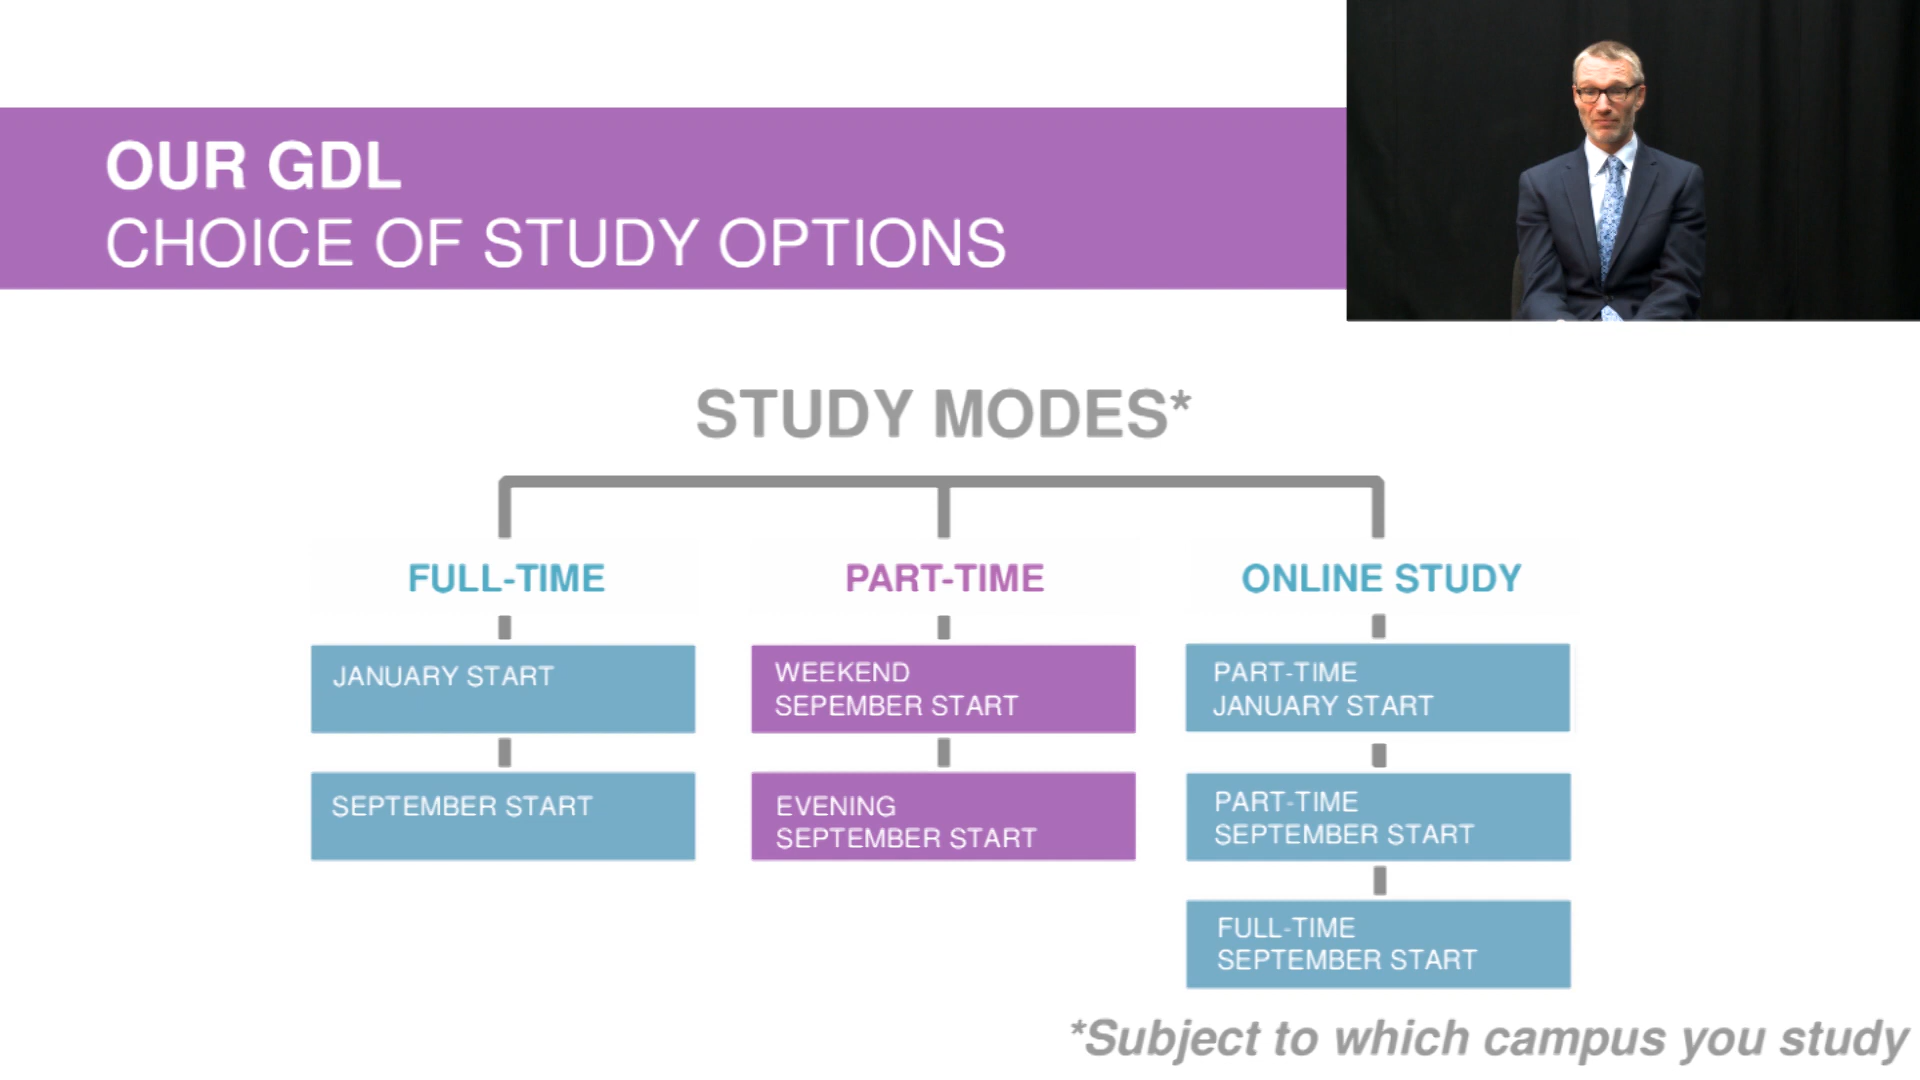 OUR GDL
CHOICE OF STUDY OPTIONS
STUDY MODES*
FULL-TIME
JANUARY START
SEPTEMBER START
PART-TIME
WEEKEND
SEPEMBER START
EVENING
SEPTEMBER START
ONLINE STUDY
PART-TIME
JANUARY START
PART-TIME
SEPTEMBER START
FULL-TIME
SEPTEMBER START
*Subject to which campus you study